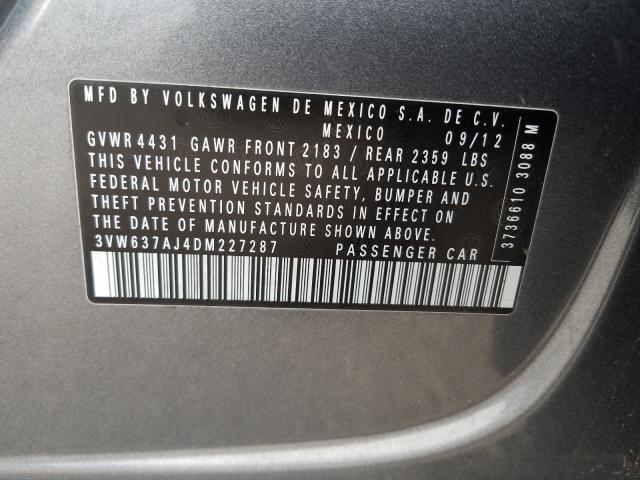 MFD BY VOLKSWAGEN DE MEXICO S.A. DE C.V.
MEXICO 09/12
GVWR 4431 GAWR FRONT 2183 / REAR 2359 LBS
THIS VEHICLE CONFORMS TO ALL APPLICABLE U.S.
FEDERAL MOTOR VEHICLE SAFETY, BUMPER AND
THEFT PREVENTION STANDARDS IN EFFECT ON
THE DATE OF MANUFACTURE SHOWN ABOVE.
3VW637AJ4DM227287 PASSENGER CAR
3736610 3088 M